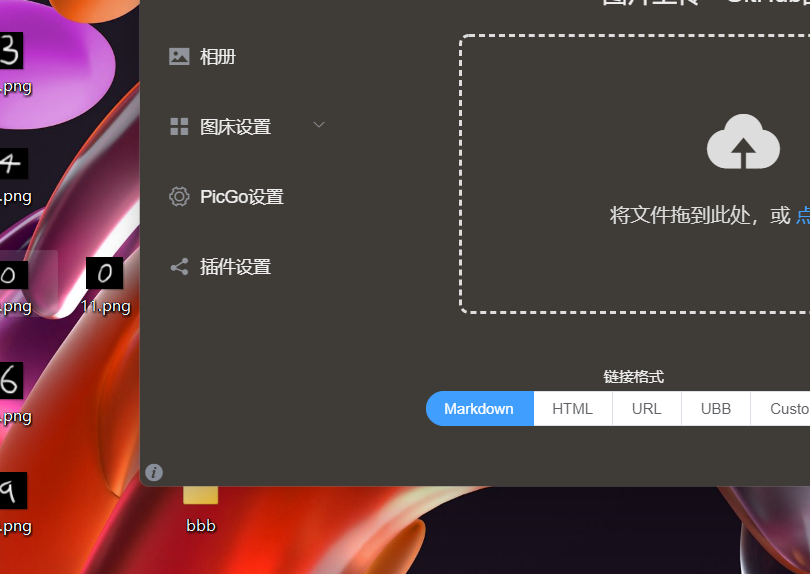 3
.png
4
.png
0
.png
0
11.png
6
.png
9
.png
bbb
相册
图床设置
PicGo设置
插件设置
将文件拖到此处，或 点
链接格式
Markdown
HTML
URL
UBB
Custo
i